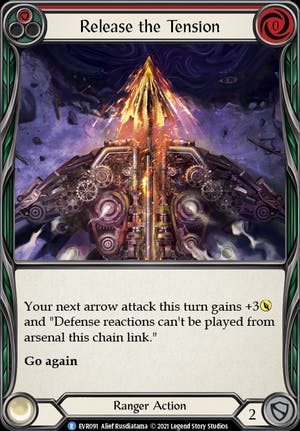 Release the Tension
0
Your next arrow attack this turn gains +3
and "Defense reactions can't be played from
arsenal this chain link."
Go again
Ranger Action
2
R EVR091 Alief Rusdiatama © 2021 Legend Story Studios